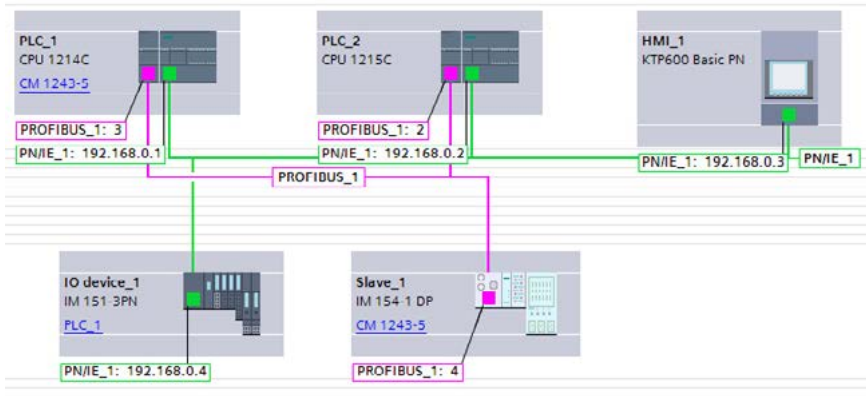 PLC_1
CPU 1214C
CM 1243-5
PLC_2
CPU 1215C
HMI_1
KTP600 Basic PN
PROFIBUS_1: 3
PROFIBUS_1: 2
PN/IE_1: 192.168.0.1
PN/IE_1: 192.168.0.2
PN/IE_1: 192.168.0.3
PN/IE_1
PROFIBUS_1
IO device_1
IM 151-3PN
PLC_1
Slave_1
IM 154-1 DP
CM 1243-5
PN/IE_1: 192.168.0.4
PROFIBUS_1: 4